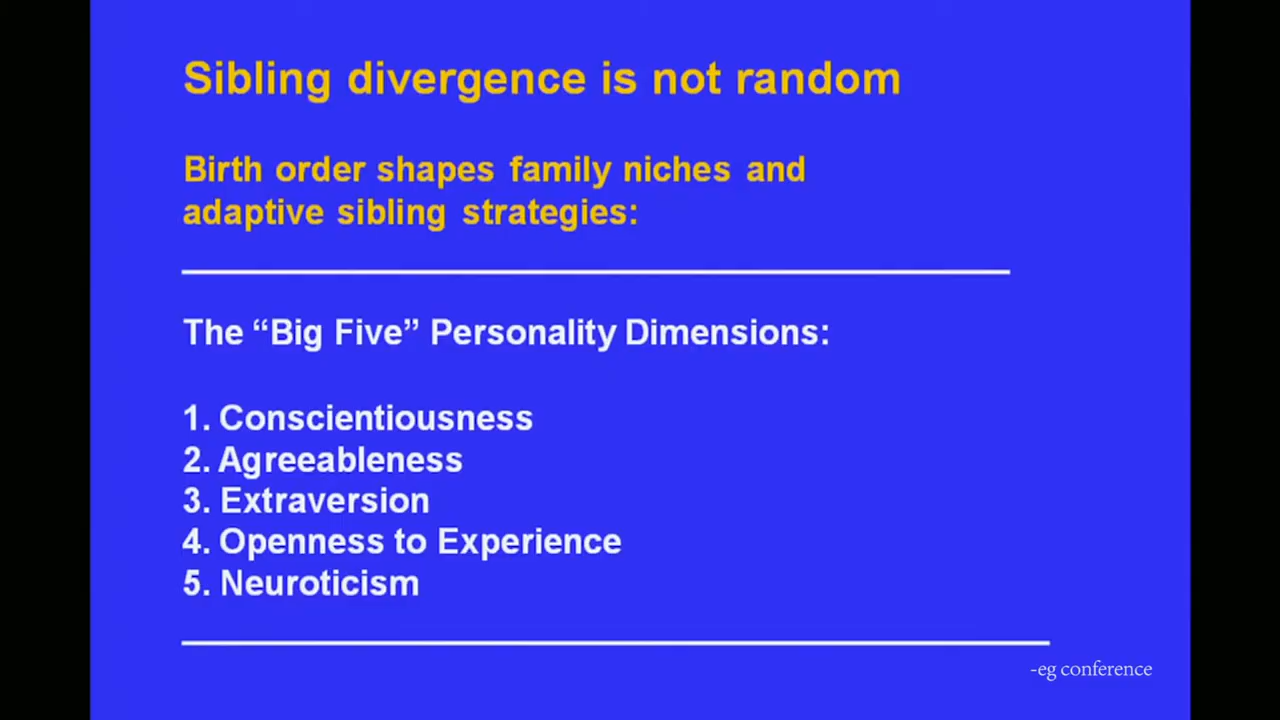 Sibling divergence is not random
Birth order shapes family niches and
adaptive sibling strategies:
The “Big Five” Personality Dimensions:
1. Conscientiousness
2. Agreeableness
3. Extraversion
4. Openness to Experience
5. Neuroticism
-eg conference